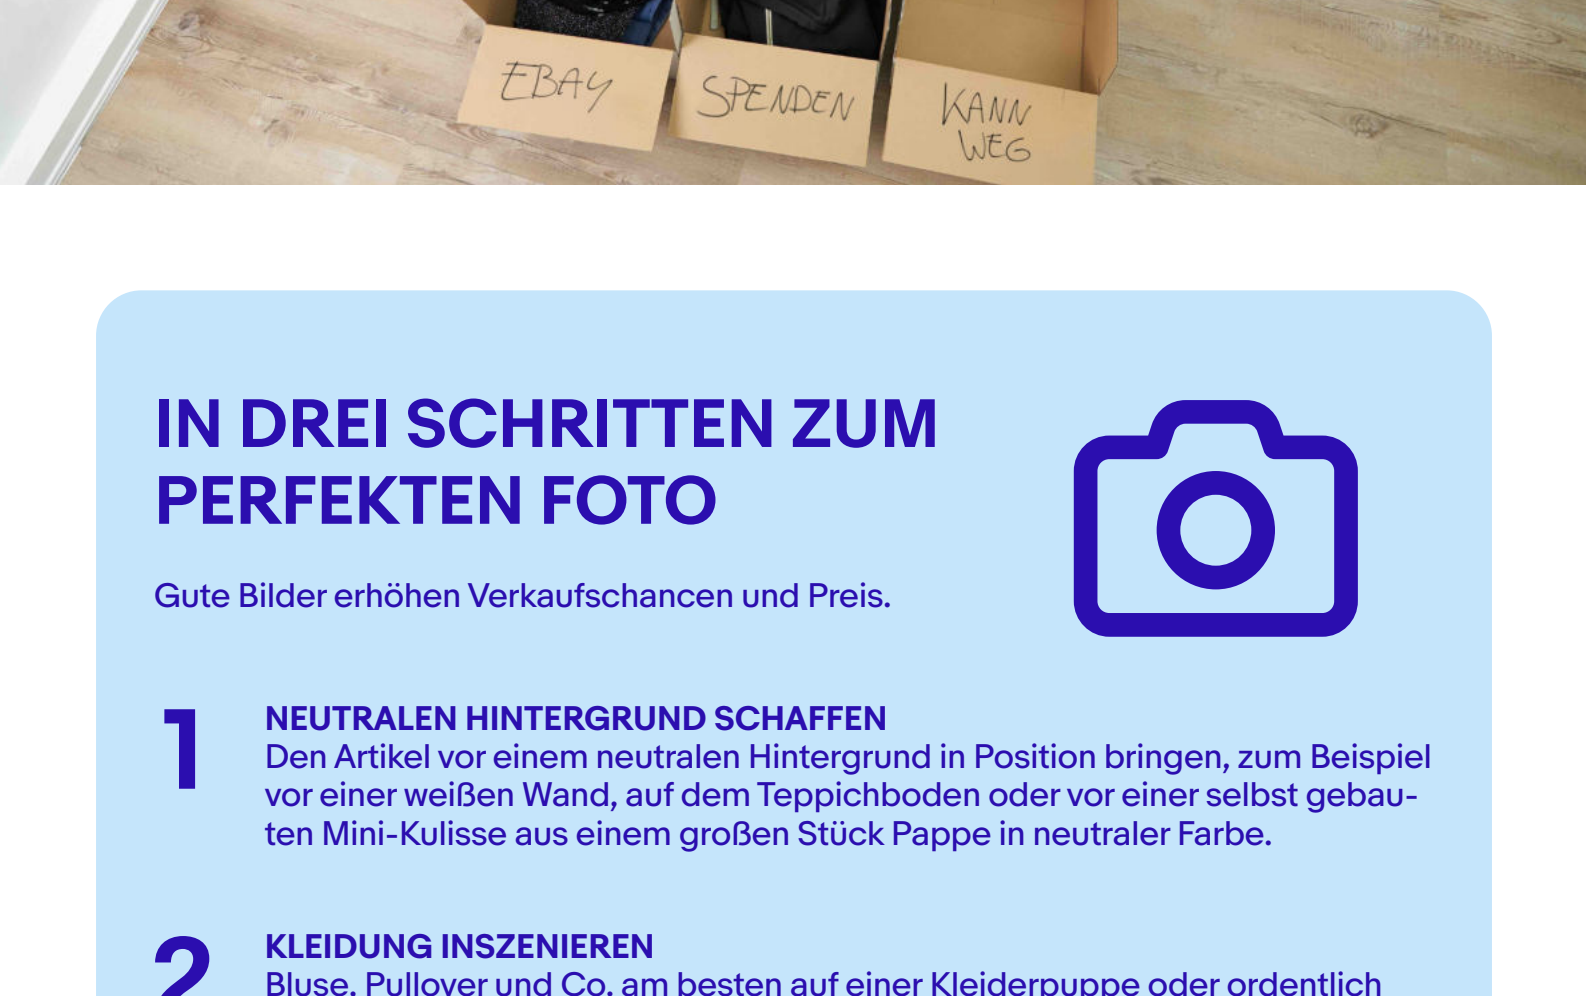 EBAY
SPENDEN
KANN
WEG
IN DREI SCHRITTEN ZUM
PERFEKTEN FOTO
Gute Bilder erhöhen Verkaufschancen und Preis.
1
NEUTRALEN HINTERGRUND SCHAFFEN
Den Artikel vor einem neutralen Hintergrund in Position bringen, zum Beispiel
vor einer weißen Wand, auf dem Teppichboden oder vor einer selbst gebau-
ten Mini-Kulisse aus einem großen Stück Pappe in neutraler Farbe.
2
KLEIDUNG INSZENIEREN
Bluse, Pullover und Co. am besten auf einer Kleiderpuppe oder ordentlich